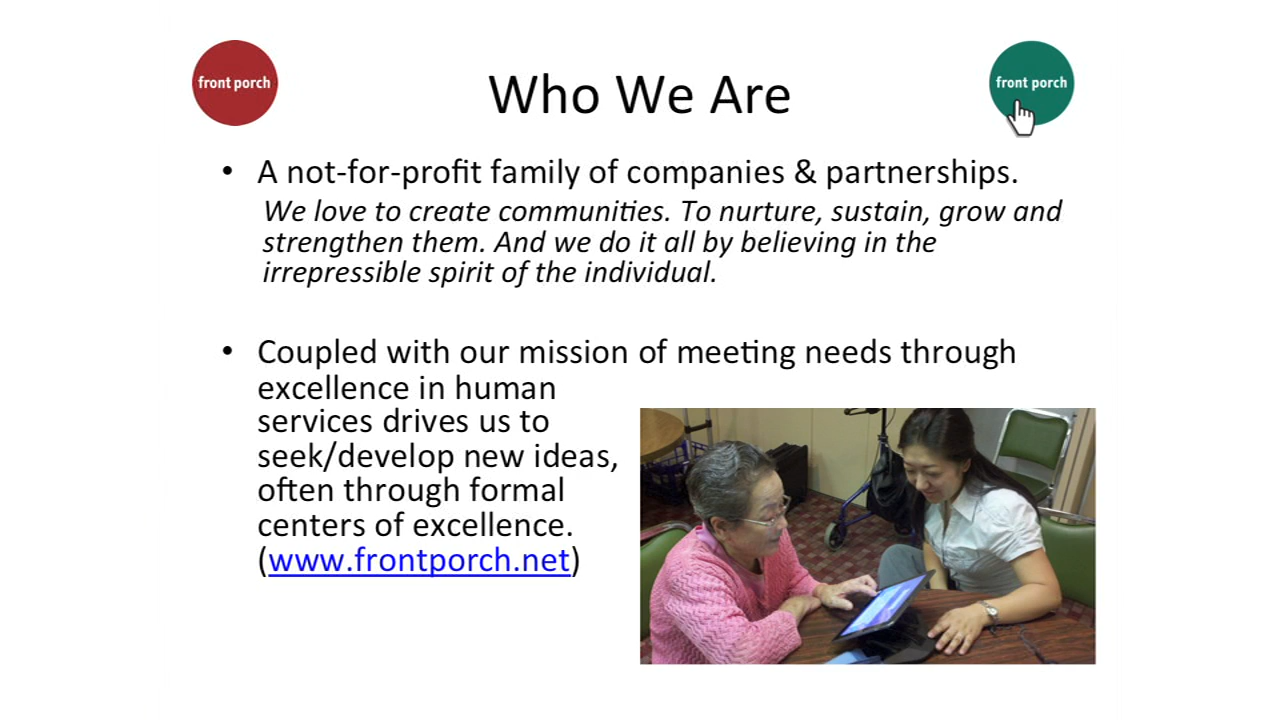 front porch
Who We Are
front porch
• A not-for-profit family of companies & partnerships.
We love to create communities. To nurture, sustain, grow and
strengthen them. And we do it all by believing in the
irrepressible spirit of the individual.
• Coupled with our mission of meeting needs through
excellence in human
services drives us to
seek/develop new ideas,
often through formal
centers of excellence.
(www.frontporch.net)